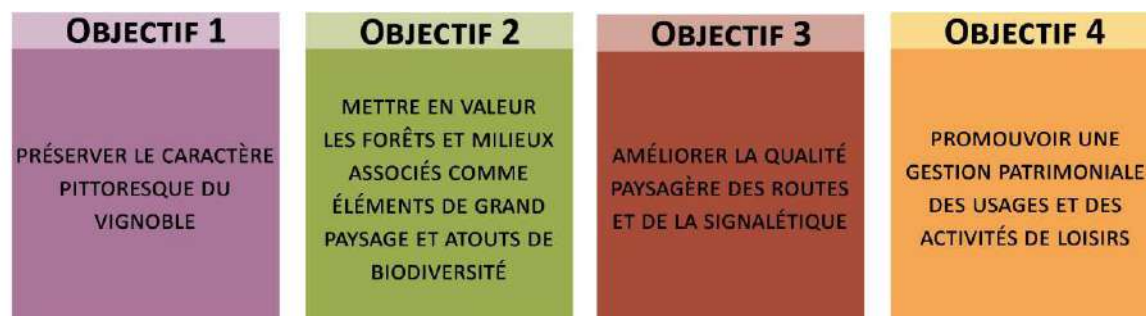 OBJECTIF 1
PRÉSERVER LE CARACTÈRE
PITTORESQUE DU
VIGNOBLE
OBJECTIF 2
METTRE EN VALEUR
LES FORÊTS ET MILIEUX
ASSOCIÉS COMME
ÉLÉMENTS DE GRAND
PAYSAGE ET ATOUTS DE
BIODIVERSITÉ
OBJECTIF 3
AMÉLIORER LA QUALITÉ
PAYSAGÈRE DES ROUTES
ET DE LA SIGNALÉTIQUE
OBJECTIF 4
PROMOUVOIR UNE
GESTION PATRIMONIALE
DES USAGES ET DES
ACTIVITÉS DE LOISIRS